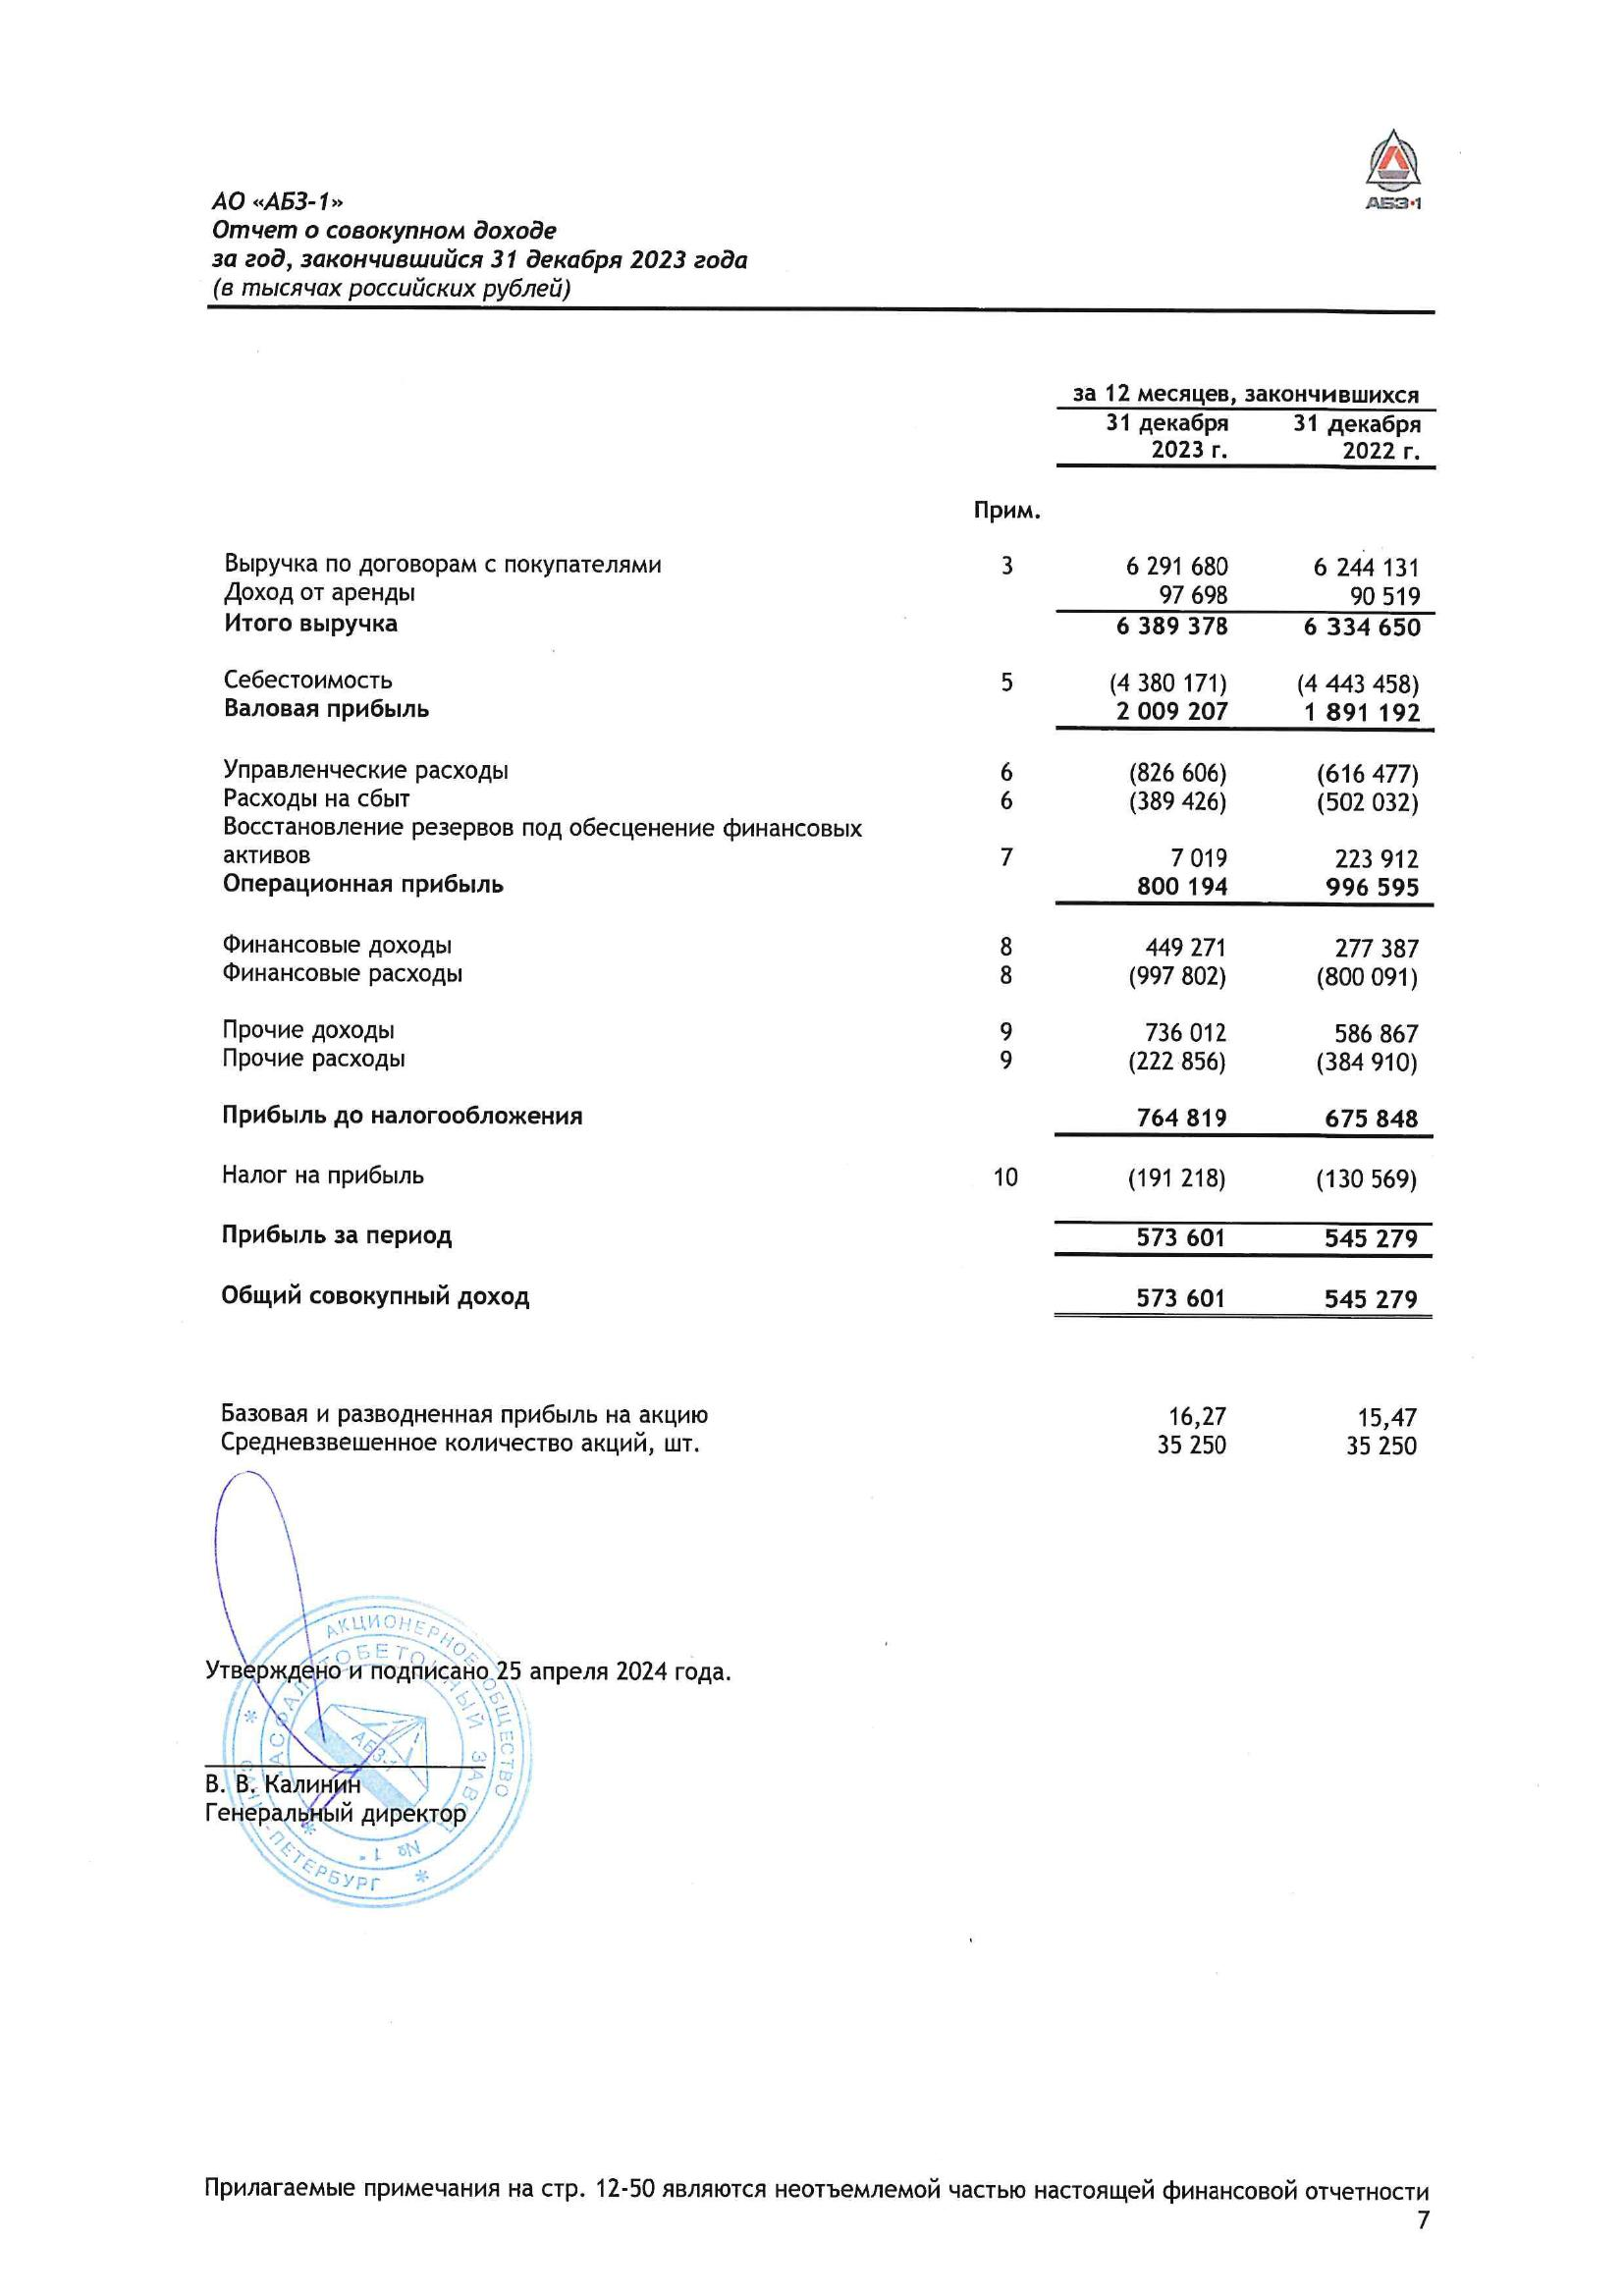 АБЗ•1
АО «АБЗ-1»
Отчет о совокупном доходе
за год, закончившийся 31 декабря 2023 года
(в тысячах российских рублей)
за 12 месяцев, закончившихся
31 декабря 2023 г. 31 декабря 2022 г.
Прим.
Выручка по договорам с покупателями 3 6 291 680 6 244 131
Доход от аренды 97 698 90 519
Итого выручка 6 389 378 6 334 650
Себестоимость 5 (4 380 171) (4 443 458)
Валовая прибыль 2 009 207 1 891 192
Управленческие расходы 6 (826 606) (616 477)
Расходы на сбыт 6 (389 426) (502 032)
Восстановление резервов под обесценение финансовых
активов 7 7 019 223 912
Операционная прибыль 800 194 996 595
Финансовые доходы 8 449 271 277 387
Финансовые расходы 8 (997 802) (800 091)
Прочие доходы 9 736 012 586 867
Прочие расходы 9 (222 856) (384 910)
Прибыль до налогообложения 764 819 675 848
Налог на прибыль 10 (191 218) (130 569)
Прибыль за период 573 601 545 279
Общий совокупный доход 573 601 545 279
Базовая и разводненная прибыль на акцию 16,27 15,47
Средневзвешенное количество акций, шт. 35 250 35 250
АКЦИОНЕРНОЕ ОБЩЕСТВО
ЗАВОД № 1"
Утверждено и подписано 25 апреля 2024 года.
В. В. Калинин
Генеральный директор
Прилагаемые примечания на стр. 12-50 являются неотъемлемой частью настоящей финансовой отчетности
7